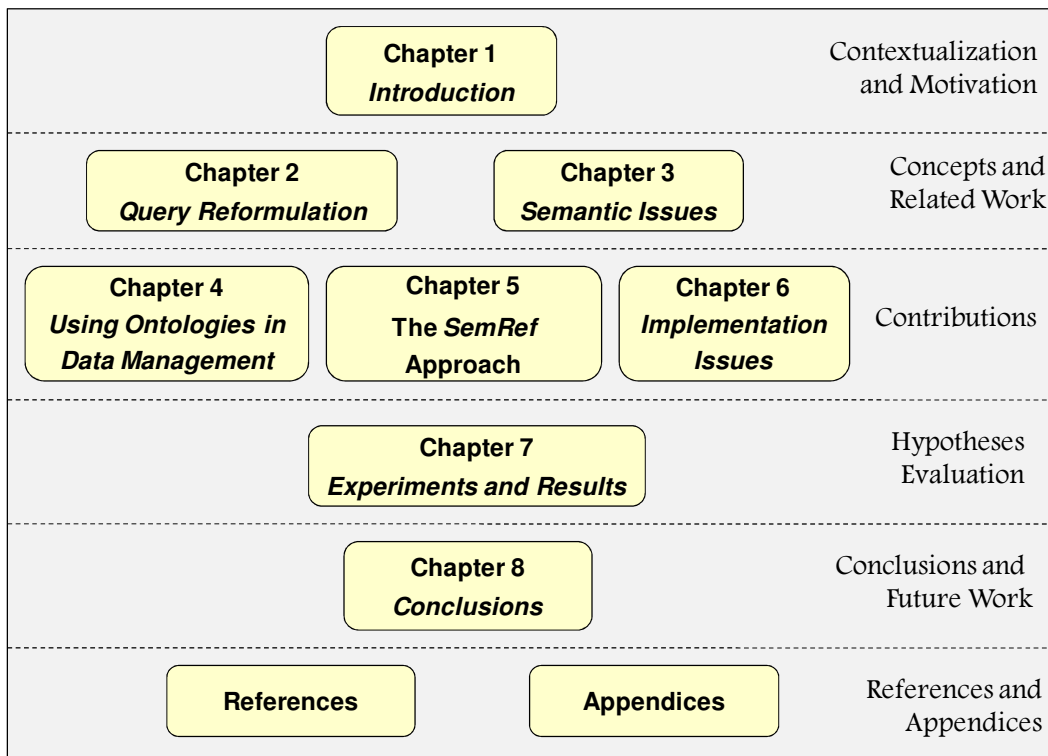 Chapter 1
Introduction
Contextualization
and Motivation
Chapter 2
Query Reformulation
Chapter 3
Semantic Issues
Concepts and
Related Work
Chapter 4
Using Ontologies in
Data Management
Chapter 5
The SemRef
Approach
Chapter 6
Implementation
Issues
Contributions
Chapter 7
Experiments and Results
Hypotheses
Evaluation
Chapter 8
Conclusions
Conclusions and
Future Work
References
Appendices
References and
Appendices